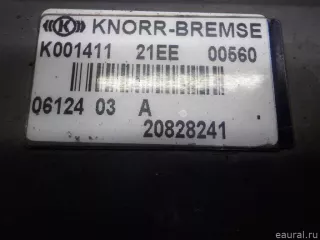 K KNORR-BREMSE
K001411 21EE 00560
06124 03 A
20828241
eaural.ru